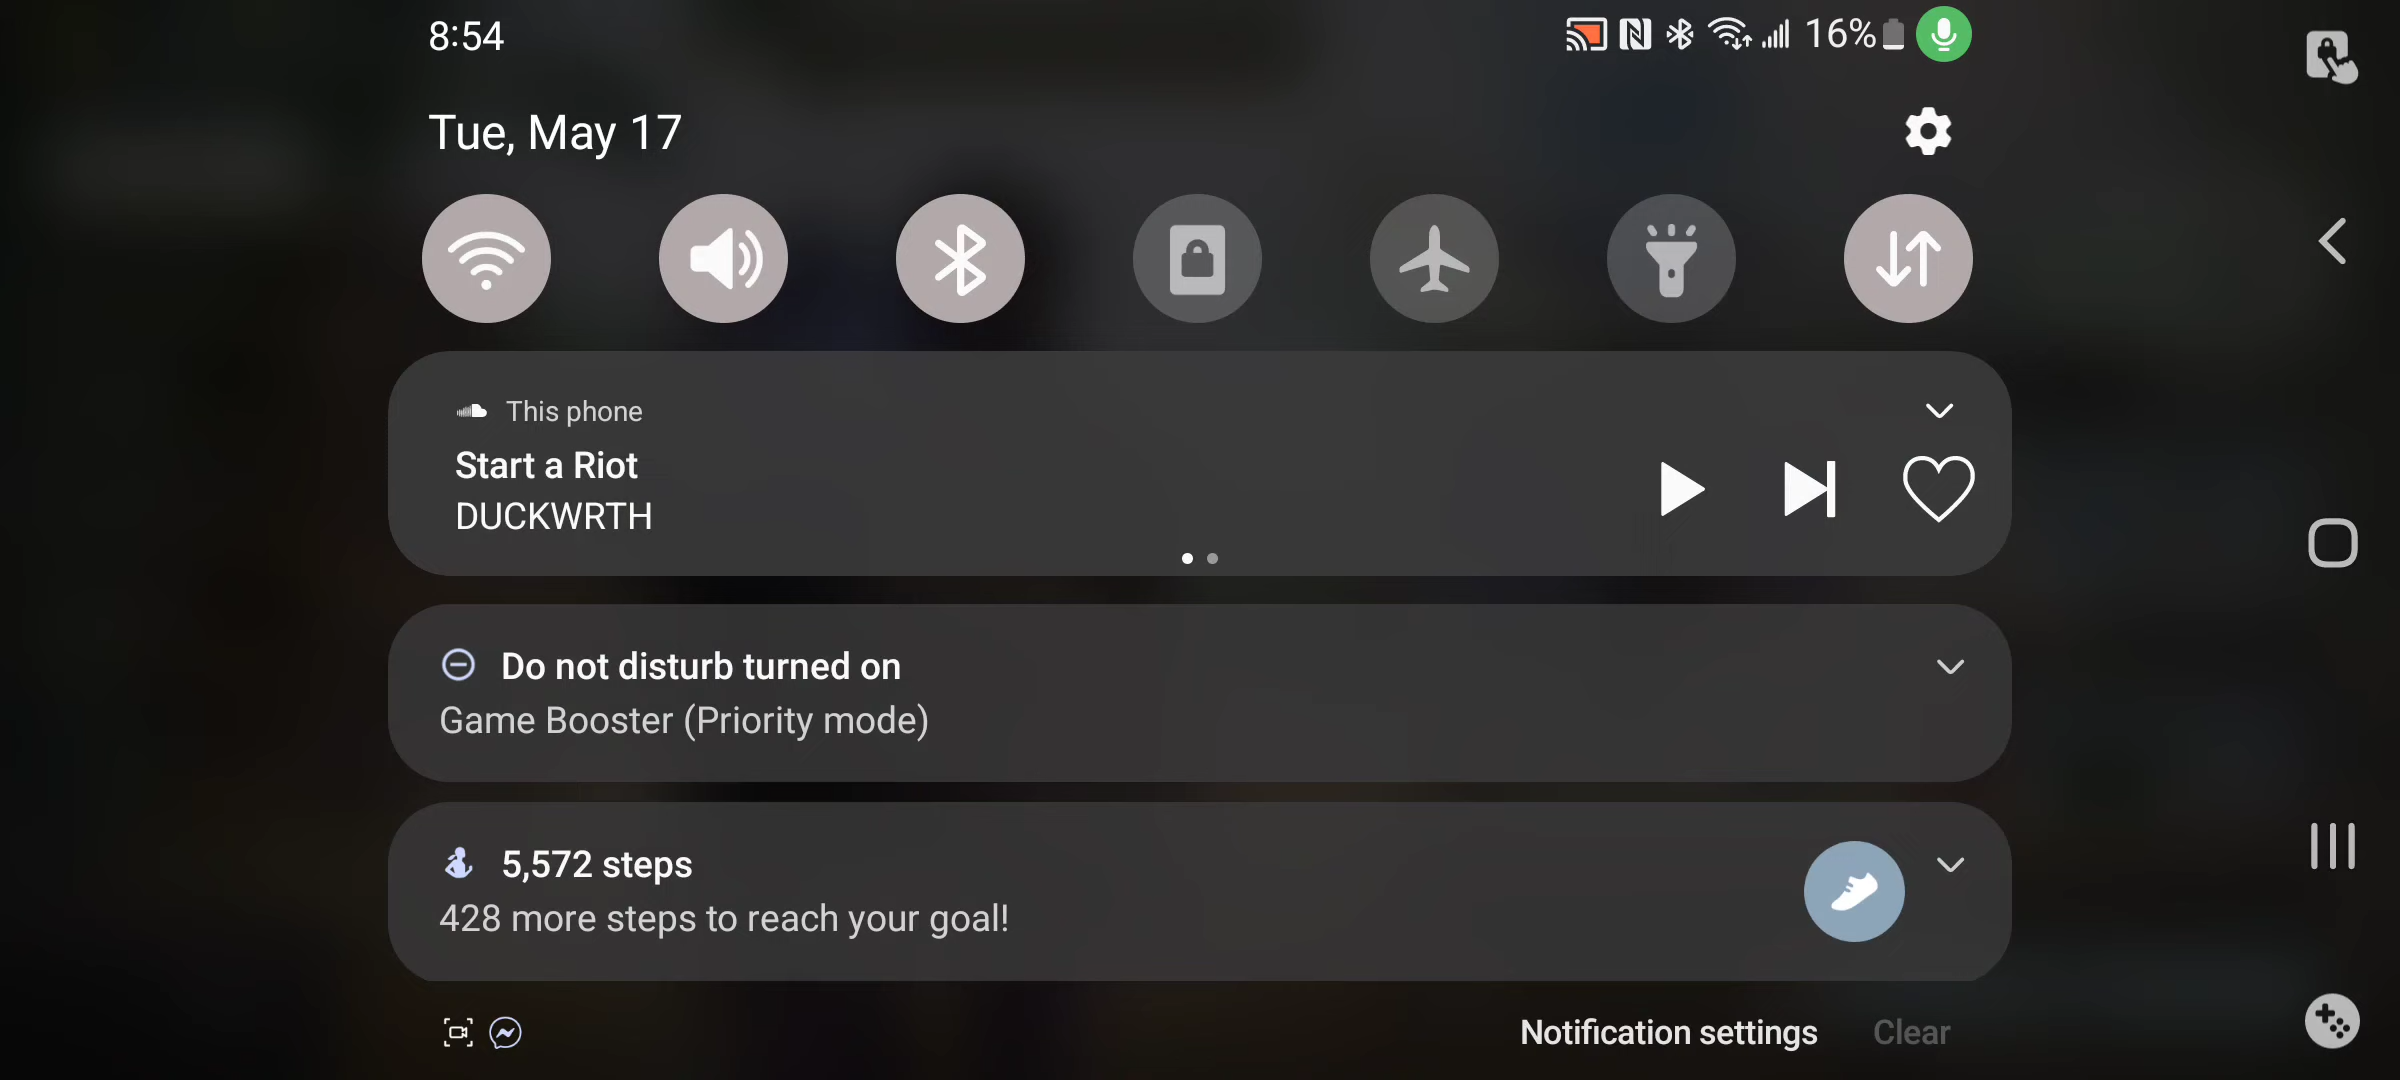 8:54
16%
Tue, May 17
This phone
Start a Riot
DUCKWRTH
Do not disturb turned on
Game Booster (Priority mode)
5,572 steps
428 more steps to reach your goal!
Notification settings
Clear